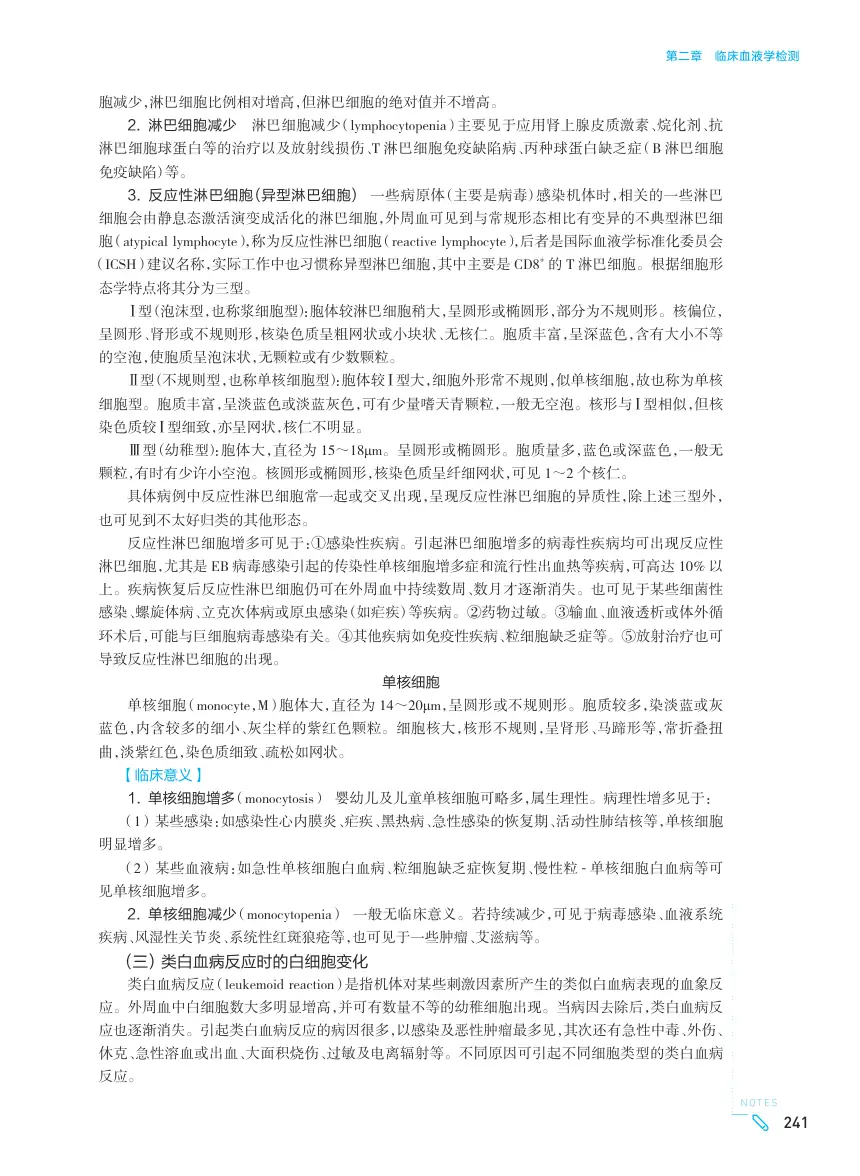 第二章　临床血液学检测
胞减少,淋巴细胞比例相对增高,但淋巴细胞的绝对值并不增高。
2. 淋巴细胞减少　淋巴细胞减少(lymphocytopenia)主要见于应用肾上腺皮质激素、烷化剂、抗
淋巴细胞球蛋白等的治疗以及放射线损伤、T 淋巴细胞免疫缺陷病、丙种球蛋白缺乏症(B 淋巴细胞
免疫缺陷)等。
3. 反应性淋巴细胞(异型淋巴细胞)　一些病原体(主要是病毒)感染机体时,相关的一些淋巴
细胞会由静息态激活演变成活化的淋巴细胞,外周血可见到与常规形态相比有变异的不典型淋巴细
胞(atypical lymphocyte),称为反应性淋巴细胞(reactive lymphocyte),后者是国际血液学标准化委员会
(ICSH)建议名称,实际工作中也习惯称异型淋巴细胞,其中主要是 CD8⁺ 的 T 淋巴细胞。根据细胞形
态学特点将其分为三型。
Ⅰ型(泡沫型,也称浆细胞型):胞体较淋巴细胞稍大,呈圆形或椭圆形,部分为不规则形。核偏位,
呈圆形、肾形或不规则形,核染色质呈粗网状或小块状、无核仁。胞质丰富,呈深蓝色,含有大小不等
的空泡,使胞质呈泡沫状,无颗粒或有少数颗粒。
Ⅱ型(不规则型,也称单核细胞型):胞体较Ⅰ型大,细胞外形常不规则,似单核细胞,故也称为单核
细胞型。胞质丰富,呈淡蓝色或淡蓝灰色,可有少量嗜天青颗粒,一般无空泡。核形与Ⅰ型相似,但核
染色质较Ⅰ型细致,亦呈网状,核仁不明显。
Ⅲ型(幼稚型):胞体大,直径为 15～18μm。呈圆形或椭圆形。胞质量多,蓝色或深蓝色,一般无
颗粒,有时有少许小空泡。核圆形或椭圆形,核染色质呈纤细网状,可见 1～2 个核仁。
具体病例中反应性淋巴细胞常一起或交叉出现,呈现反应性淋巴细胞的异质性,除上述三型外,
也可见到不太好归类的其他形态。
反应性淋巴细胞增多可见于:①感染性疾病。引起淋巴细胞增多的病毒性疾病均可出现反应性
淋巴细胞,尤其是 EB 病毒感染引起的传染性单核细胞增多症和流行性出血热等疾病,可高达 10% 以
上。疾病恢复后反应性淋巴细胞仍可在外周血中持续数周、数月才逐渐消失。也可见于某些细菌性
感染、螺旋体病、立克次体病或原虫感染(如疟疾)等疾病。②药物过敏。③输血、血液透析或体外循
环术后,可能与巨细胞病毒感染有关。④其他疾病如免疫性疾病、粒细胞缺乏症等。⑤放射治疗也可
导致反应性淋巴细胞的出现。
单核细胞
单核细胞(monocyte,M)胞体大,直径为 14～20μm,呈圆形或不规则形。胞质较多,染淡蓝或灰
蓝色,内含较多的细小、灰尘样的紫红色颗粒。细胞核大,核形不规则,呈肾形、马蹄形等,常折叠扭
曲,淡紫红色,染色质细致、疏松如网状。
【临床意义】
1. 单核细胞增多(monocytosis)　婴幼儿及儿童单核细胞可略多,属生理性。病理性增多见于:
(1)某些感染:如感染性心内膜炎、疟疾、黑热病、急性感染的恢复期、活动性肺结核等,单核细胞
明显增多。
(2)某些血液病:如急性单核细胞白血病、粒细胞缺乏症恢复期、慢性粒 - 单核细胞白血病等可
见单核细胞增多。
2. 单核细胞减少(monocytopenia)　一般无临床意义。若持续减少,可见于病毒感染、血液系统
疾病、风湿性关节炎、系统性红斑狼疮等,也可见于一些肿瘤、艾滋病等。
(三)类白血病反应时的白细胞变化
类白血病反应(leukemoid reaction)是指机体对某些刺激因素所产生的类似白血病表现的血象反
应。外周血中白细胞数大多明显增高,并可有数量不等的幼稚细胞出现。当病因去除后,类白血病反
应也逐渐消失。引起类白血病反应的病因很多,以感染及恶性肿瘤最多见,其次还有急性中毒、外伤、
休克、急性溶血或出血、大面积烧伤、过敏及电离辐射等。不同原因可引起不同细胞类型的类白血病
反应。
NOTES
241